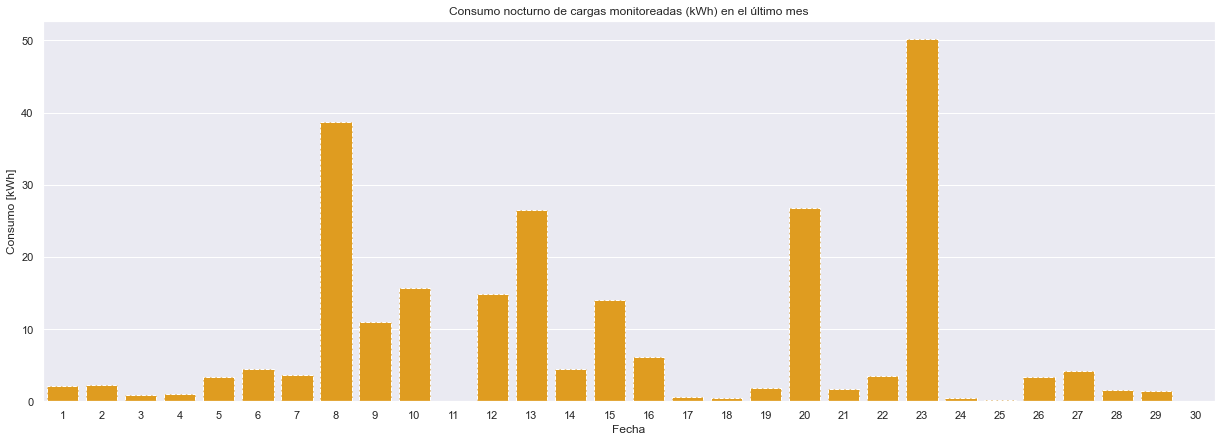 Consumo nocturno de cargas monitoreadas (kWh) en el último mes
50
40
30
20
10
0
Consumo [kWh]
1 2 3 4 5 6 7 8 9 10 11 12 13 14 15 16 17 18 19 20 21 22 23 24 25 26 27 28 29 30
Fecha